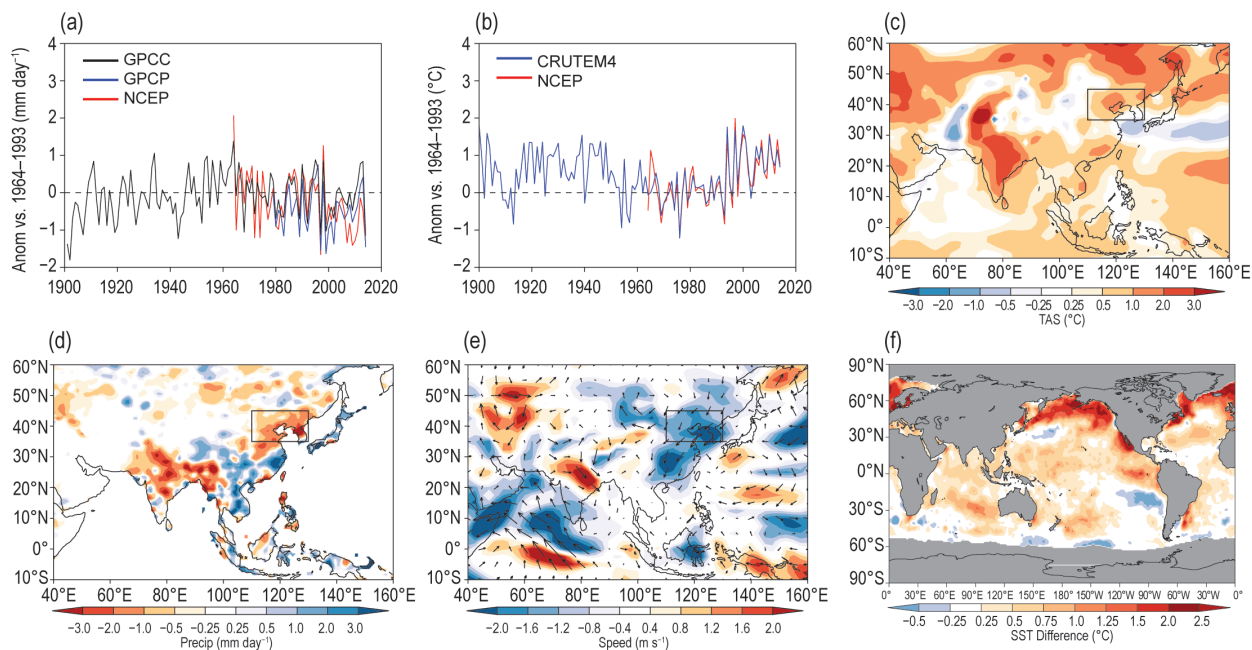 (a)
Anom vs. 1964–1993 (mm day⁻¹)
4
3
2
1
0
−1
−2
GPCC
GPCP
NCEP
1900 1920 1940 1960 1980 2000 2020
(b)
Anom vs. 1964–1993 (°C)
4
3
2
1
0
−1
−2
CRUTEM4
NCEP
1900 1920 1940 1960 1980 2000 2020
(c)
60°N
50°N
40°N
30°N
20°N
10°N
0°
10°S
40°E 60°E 80°E 100°E 120°E 140°E 160°E
−3.0 −2.0 −1.0 −0.5 −0.25 0.25 0.5 1.0 2.0 3.0
TAS (°C)
(d)
60°N
50°N
40°N
30°N
20°N
10°N
0°
10°S
40°E 60°E 80°E 100°E 120°E 140°E 160°E
−3.0 −2.0 −1.0 −0.5 −0.25 0.25 0.5 1.0 2.0 3.0
Precip (mm day⁻¹)
(e)
60°N
50°N
40°N
30°N
20°N
10°N
0°
10°S
40°E 60°E 80°E 100°E 120°E 140°E 160°E
−2.0 −1.6 −1.2 −0.8 −0.4 0.4 0.8 1.2 1.6 2.0
Speed (m s⁻¹)
(f)
90°N
60°N
30°N
0°N
30°S
60°S
90°S
0° 30°E 60°E 90°E 120°E 150°E 180° 150°W 120°W 90°W 60°W 30°W 0°
−0.5 −0.25 0.25 0.5 1.0 1.25 1.5 2.0 2.5
SST Difference (°C)